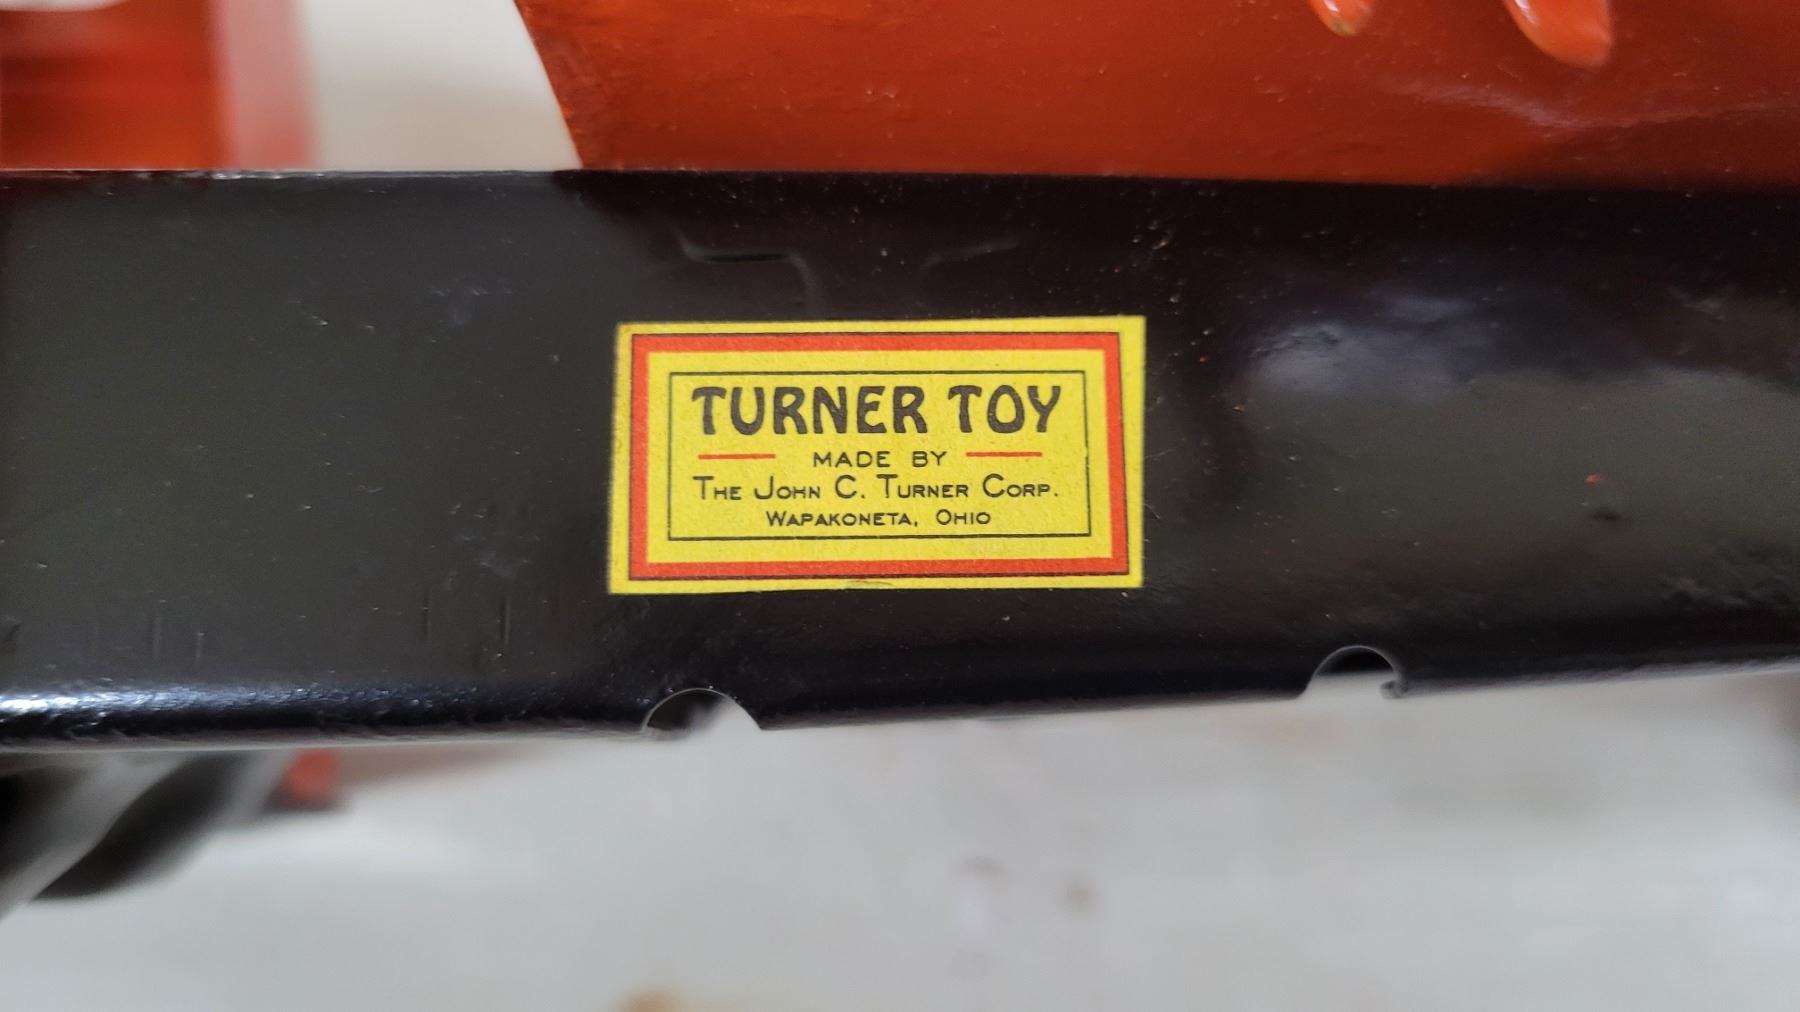 TURNER TOY
MADE BY
THE JOHN C. TURNER CORP.
WAPAKONETA, OHIO